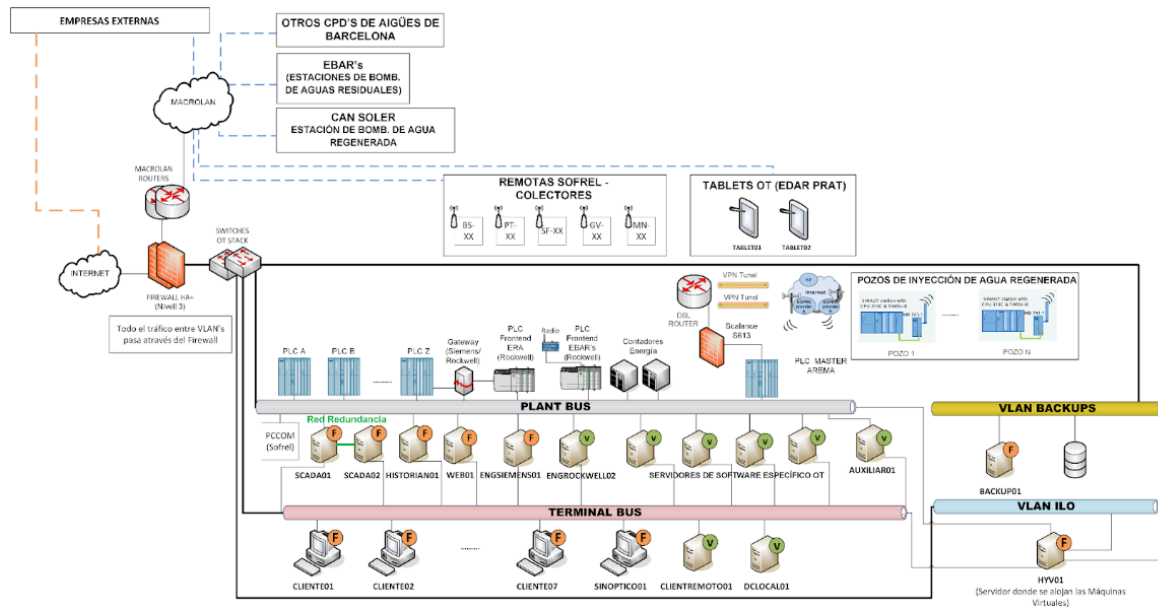 EMPRESAS EXTERNAS
OTROS CPD'S DE AIGÜES DE
BARCELONA
EBAR's
(ESTACIONES DE BOMB.
DE AGUAS RESIDUALES)
MACROLAN
CAN SOLER
ESTACIÓN DE BOMB. DE AGUA
REGENERADA
MACROLAN
ROUTERS
REMOTAS SOFREL -
COLECTORES
BS-
XX
PT-
XX
SF-XX
GV-
XX
MN-
XX
TABLETS OT (EDAR PRAT)
TABLET01
TABLET02
SWITCHES
OT STACK
INTERNET
FIREWALL HA+
(Nivell 3)
Todo el tráfico entre VLAN's
pasa através del Firewall
VPN Tunel
VPN Tunel
DSL
ROUTER
Internet
Scalance
S613
POZOS DE INYECCIÓN DE AGUA REGENERADA
POZO 1
POZO N
PLC A
PLC B
PLC Z
Gateway
(Siemens/
Rockwell)
PLC
Frontend
ERA
(Rockwell)
Radio
PLC
Frontend
EBAR's
(Rockwell)
Contadores
Energía
PLC MASTER
AREMA
PLANT BUS
VLAN BACKUPS
PCCOM
(Sofrel)
Red Redundancia
F
F
F
F
F
V
V
V
V
V
V
F
SCADA01
SCADA02
HISTORIAN01
WEB01
ENGSIEMENS01
ENGROCKWELL02
SERVIDORES DE SOFTWARE ESPECÍFICO OT
AUXILIAR01
BACKUP01
TERMINAL BUS
VLAN ILO
F
F
F
F
V
V
F
CLIENTE01
CLIENTE02
CLIENTE07
SINOPTICO01
CLIENTREMOTO01
DCLOCAL01
HYV01
(Servidor donde se alojan las Máquinas
Virtuales)